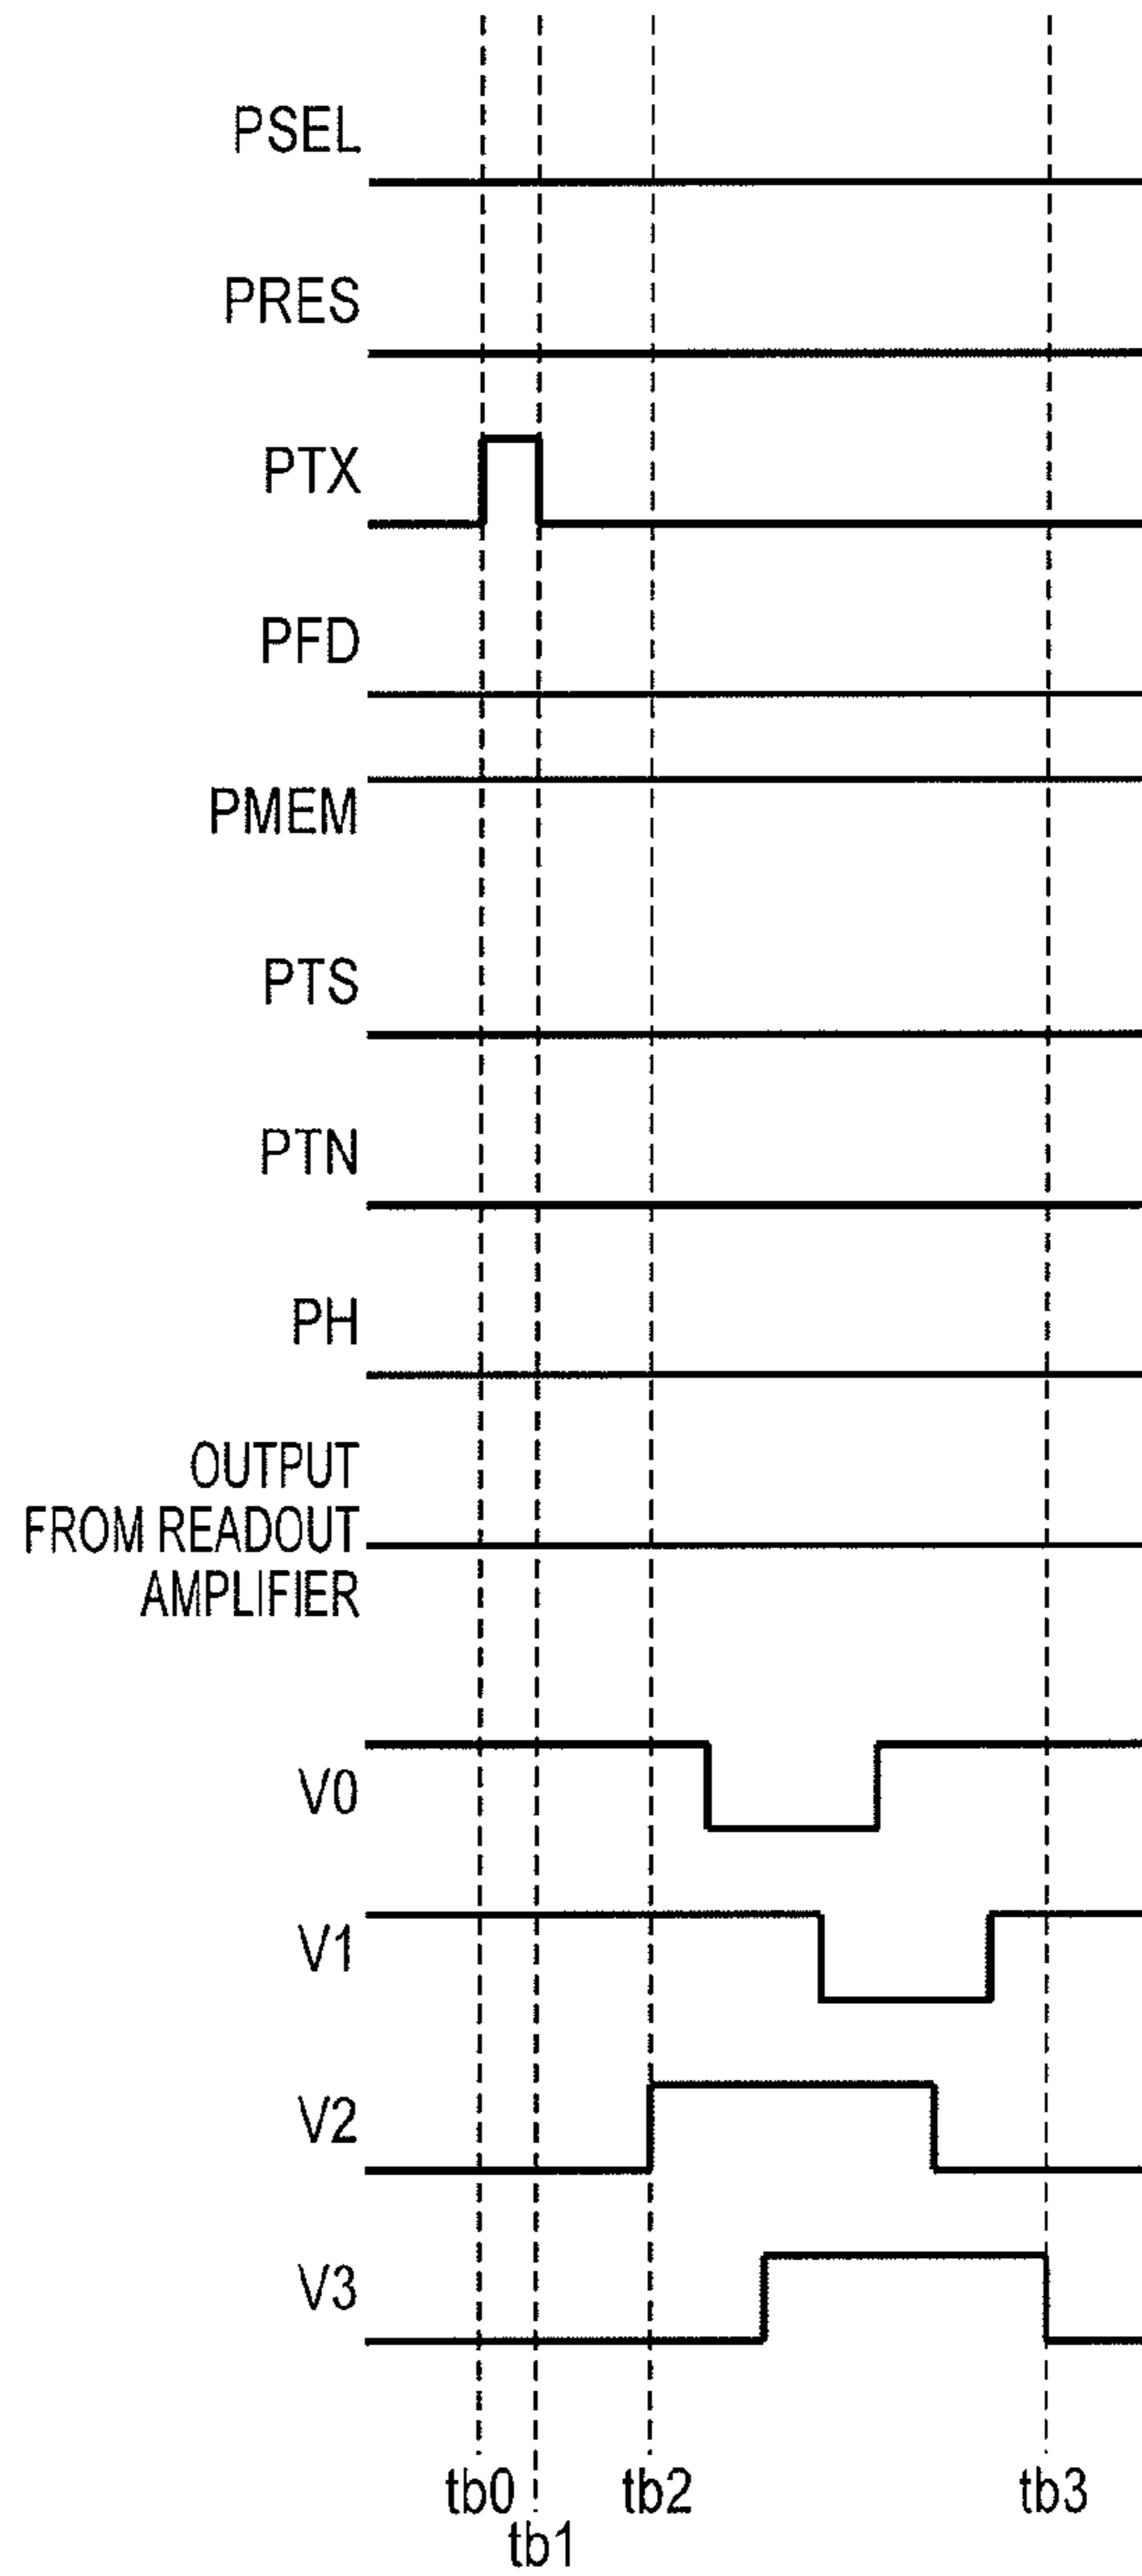 PSEL
PRES
PTX
PFD
PMEM
PTS
PTN
PH
OUTPUT
FROM READOUT
AMPLIFIER
V0
V1
V2
V3
tb0
tb2
tb3
tb1